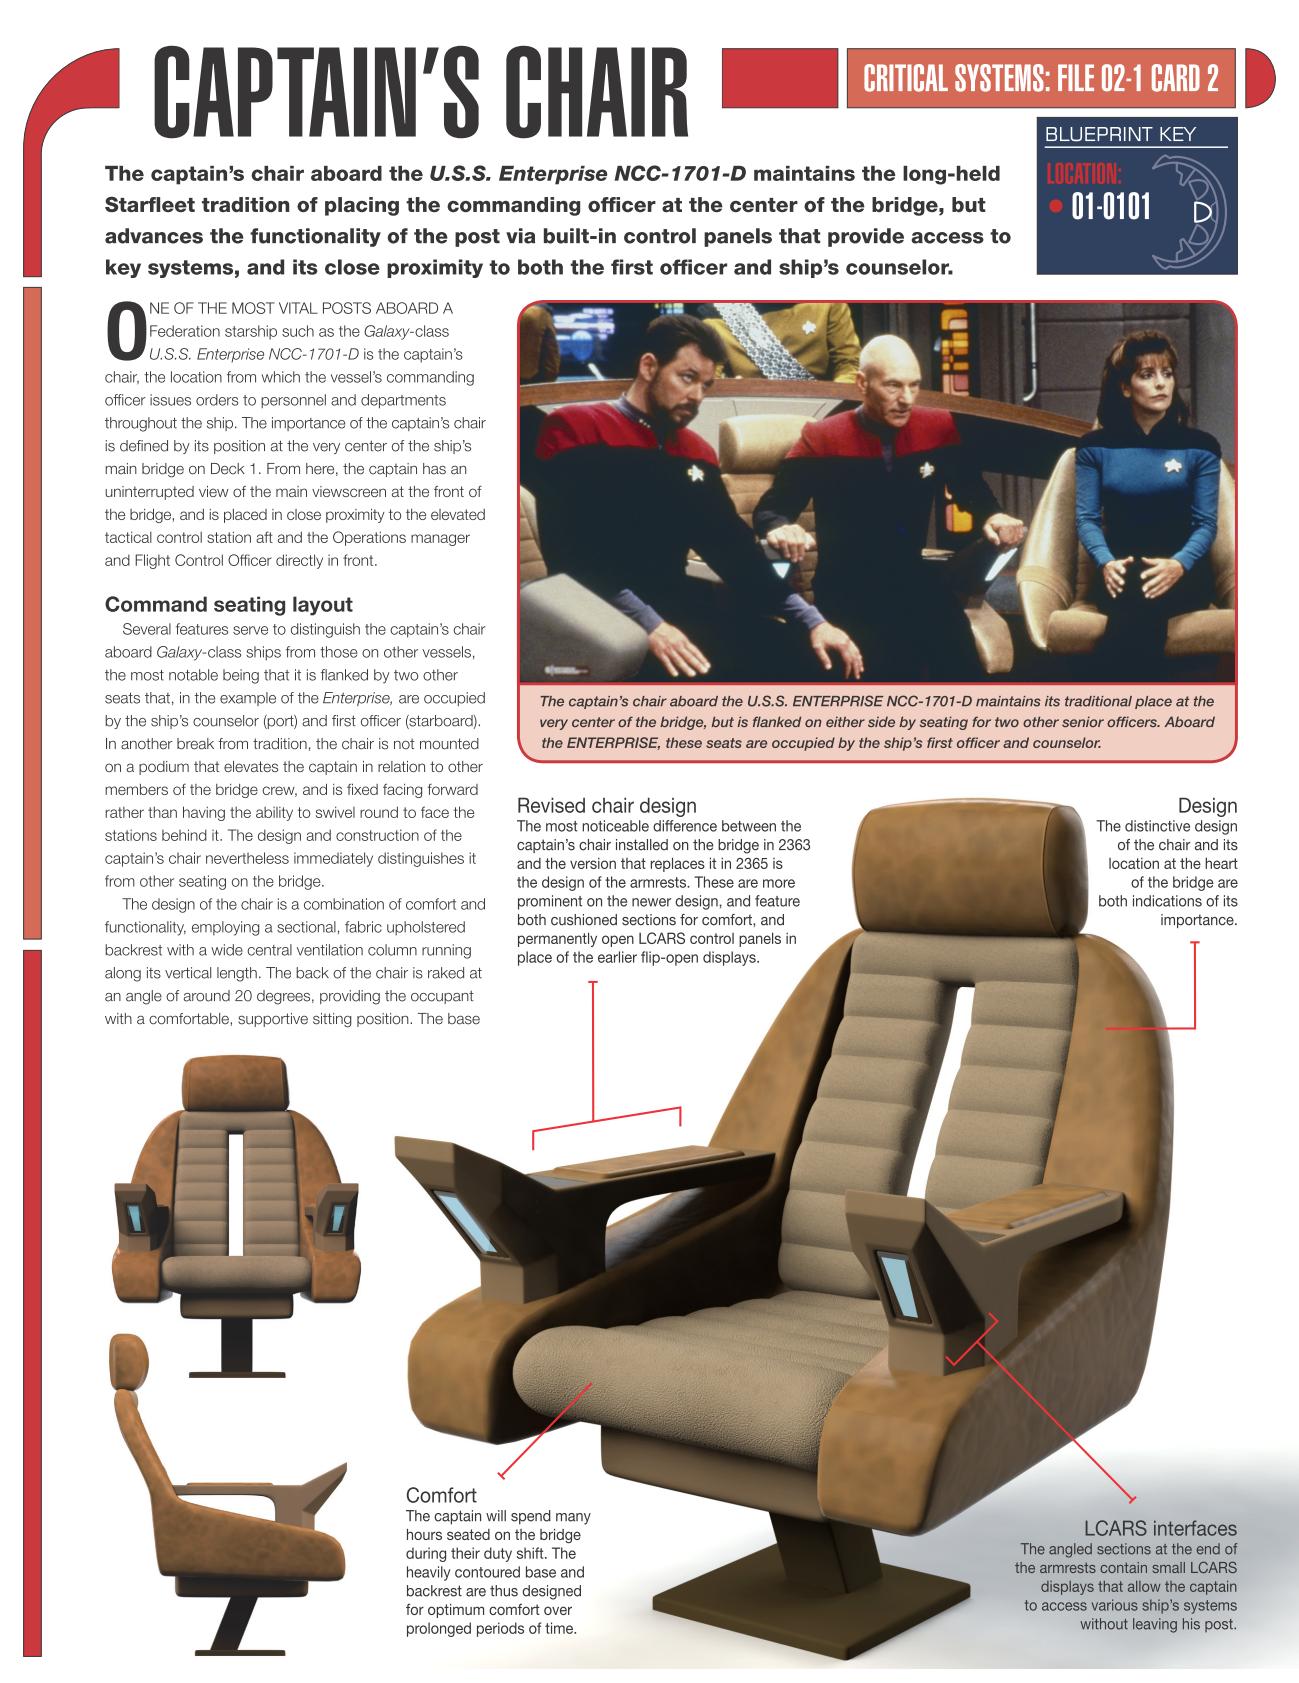 CAPTAIN'S CHAIR
CRITICAL SYSTEMS: FILE 02-1 CARD 2
BLUEPRINT KEY
LOCATION:
• 01-0101
The captain's chair aboard the U.S.S. Enterprise NCC-1701-D maintains the long-held
Starfleet tradition of placing the commanding officer at the center of the bridge, but
advances the functionality of the post via built-in control panels that provide access to
key systems, and its close proximity to both the first officer and ship's counselor.
ONE OF THE MOST VITAL POSTS ABOARD A
Federation starship such as the Galaxy-class
U.S.S. Enterprise NCC-1701-D is the captain's
chair, the location from which the vessel's commanding
officer issues orders to personnel and departments
throughout the ship. The importance of the captain's chair
is defined by its position at the very center of the ship's
main bridge on Deck 1. From here, the captain has an
uninterrupted view of the main viewscreen at the front of
the bridge, and is placed in close proximity to the elevated
tactical control station aft and the Operations manager
and Flight Control Officer directly in front.
Command seating layout
Several features serve to distinguish the captain's chair
aboard Galaxy-class ships from those on other vessels,
the most notable being that it is flanked by two other
seats that, in the example of the Enterprise, are occupied
by the ship's counselor (port) and first officer (starboard).
In another break from tradition, the chair is not mounted
on a podium that elevates the captain in relation to other
members of the bridge crew, and is fixed facing forward
rather than having the ability to swivel round to face the
stations behind it. The design and construction of the
captain's chair nevertheless immediately distinguishes it
from other seating on the bridge.
The design of the chair is a combination of comfort and
functionality, employing a sectional, fabric upholstered
backrest with a wide central ventilation column running
along its vertical length. The back of the chair is raked at
an angle of around 20 degrees, providing the occupant
with a comfortable, supportive sitting position. The base
The captain's chair aboard the U.S.S. ENTERPRISE NCC-1701-D maintains its traditional place at the
very center of the bridge, but is flanked on either side by seating for two other senior officers. Aboard
the ENTERPRISE, these seats are occupied by the ship's first officer and counselor.
Revised chair design
The most noticeable difference between the
captain's chair installed on the bridge in 2363
and the version that replaces it in 2365 is
the design of the armrests. These are more
prominent on the newer design, and feature
both cushioned sections for comfort, and
permanently open LCARS control panels in
place of the earlier flip-open displays.
Design
The distinctive design
of the chair and its
location at the heart
of the bridge are
both indications of its
importance.
Comfort
The captain will spend many
hours seated on the bridge
during their duty shift. The
heavily contoured base and
backrest are thus designed
for optimum comfort over
prolonged periods of time.
LCARS interfaces
The angled sections at the end of
the armrests contain small LCARS
displays that allow the captain
to access various ship's systems
without leaving his post.